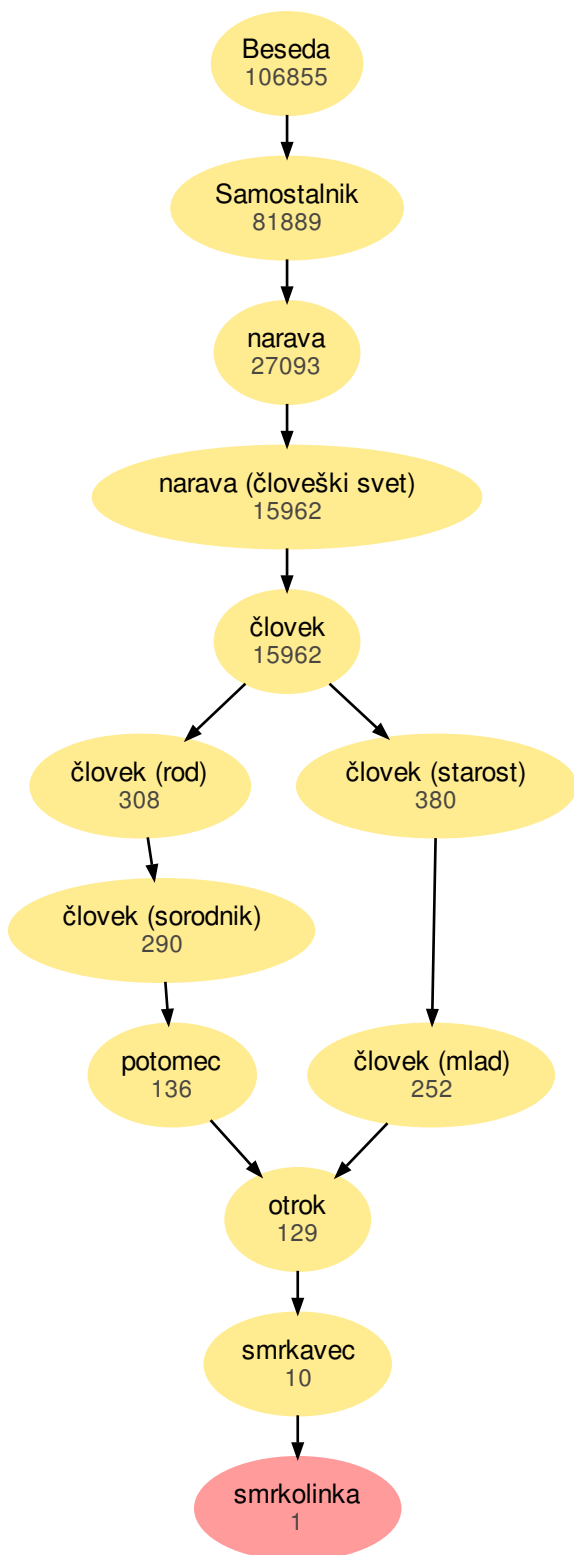 Beseda
106855
Samostalnik
81889
narava
27093
narava (človeški svet)
15962
človek
15962
človek (rod)
308
človek (starost)
380
človek (sorodnik)
290
potomec
136
človek (mlad)
252
otrok
129
smrkavec
10
smrkolinka
1